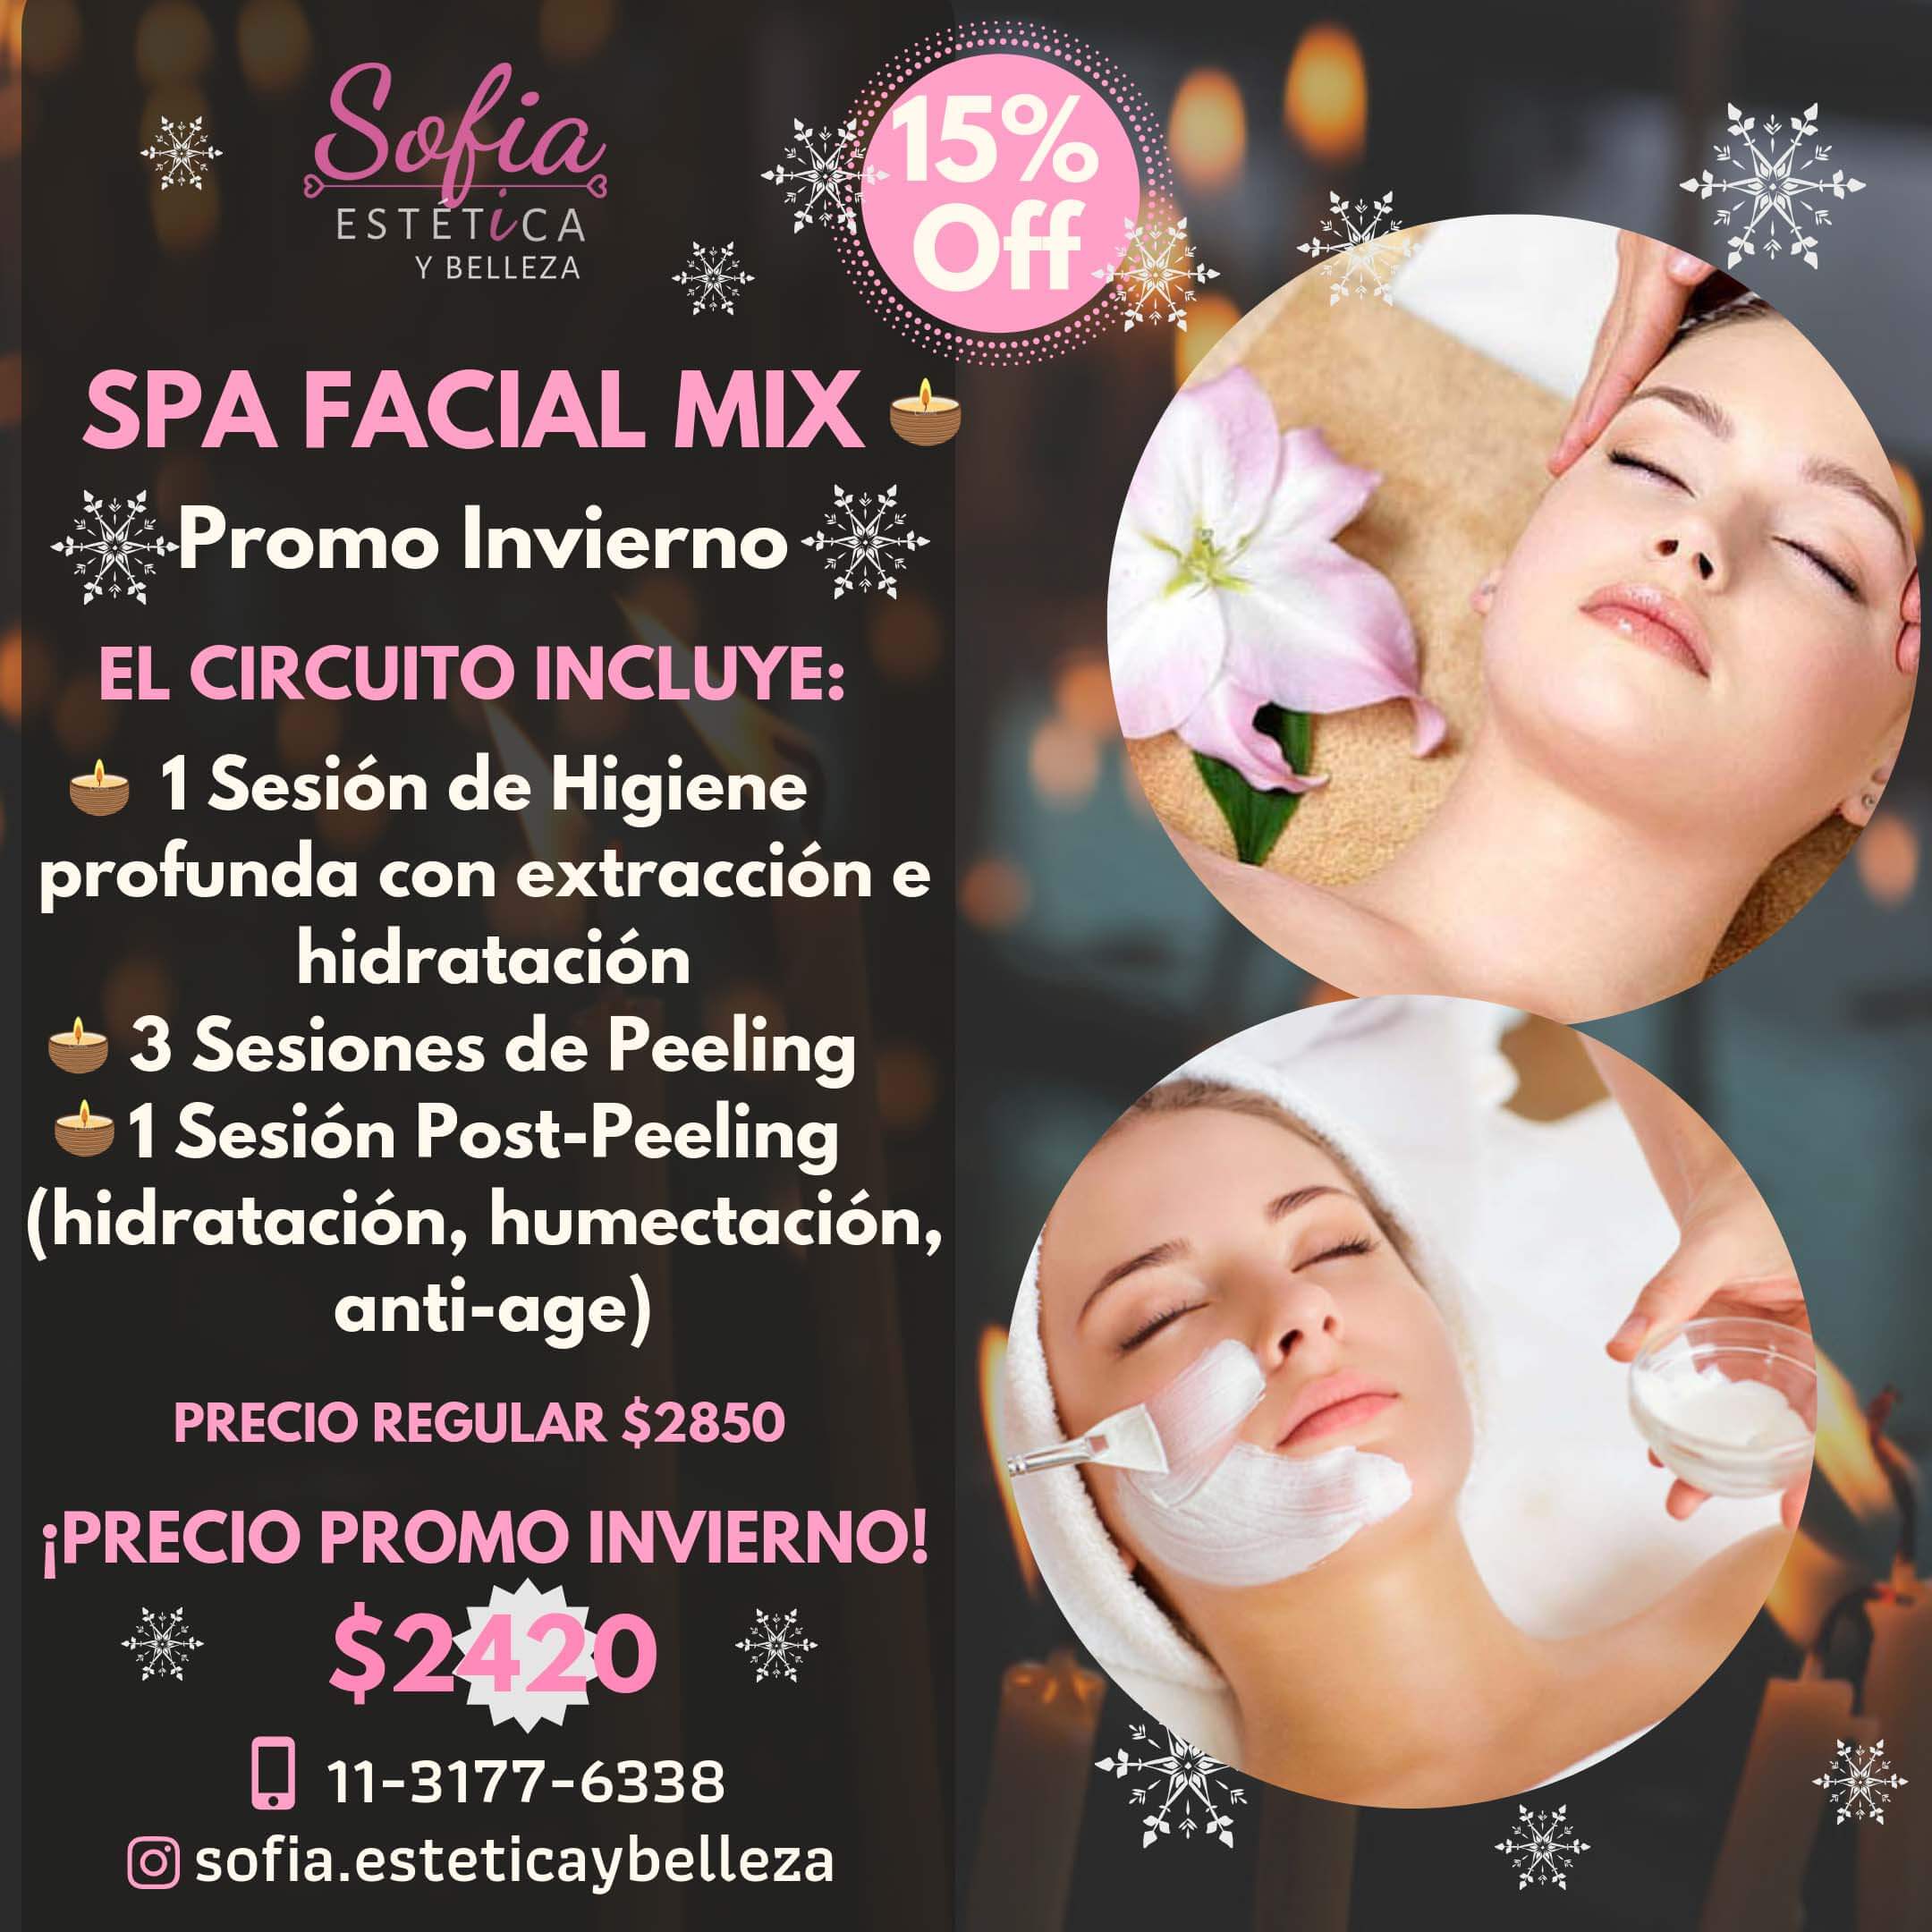 Sofia
ESTÉTiCA
Y BELLEZA
15%
Off
SPA FACIAL MIX
Promo Invierno
EL CIRCUITO INCLUYE:
1 Sesión de Higiene
profunda con extracción e
hidratación
3 Sesiones de Peeling
1 Sesión Post-Peeling
(hidratación, humectación,
anti-age)
PRECIO REGULAR $2850
¡PRECIO PROMO INVIERNO!
$2420
11-3177-6338
sofia.esteticaybelleza